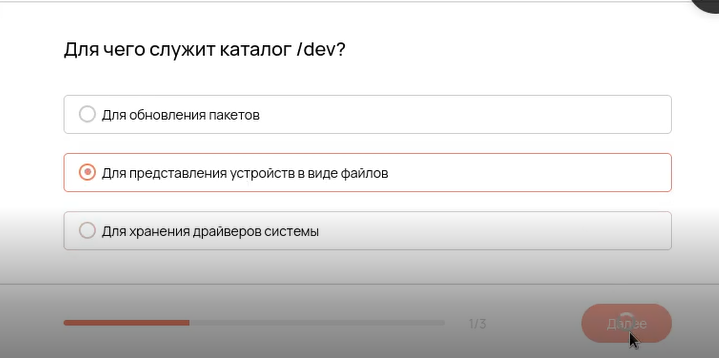 Для чего служит каталог /dev?
Для обновления пакетов
Для представления устройств в виде файлов
Для хранения драйверов системы
1/3
Далее